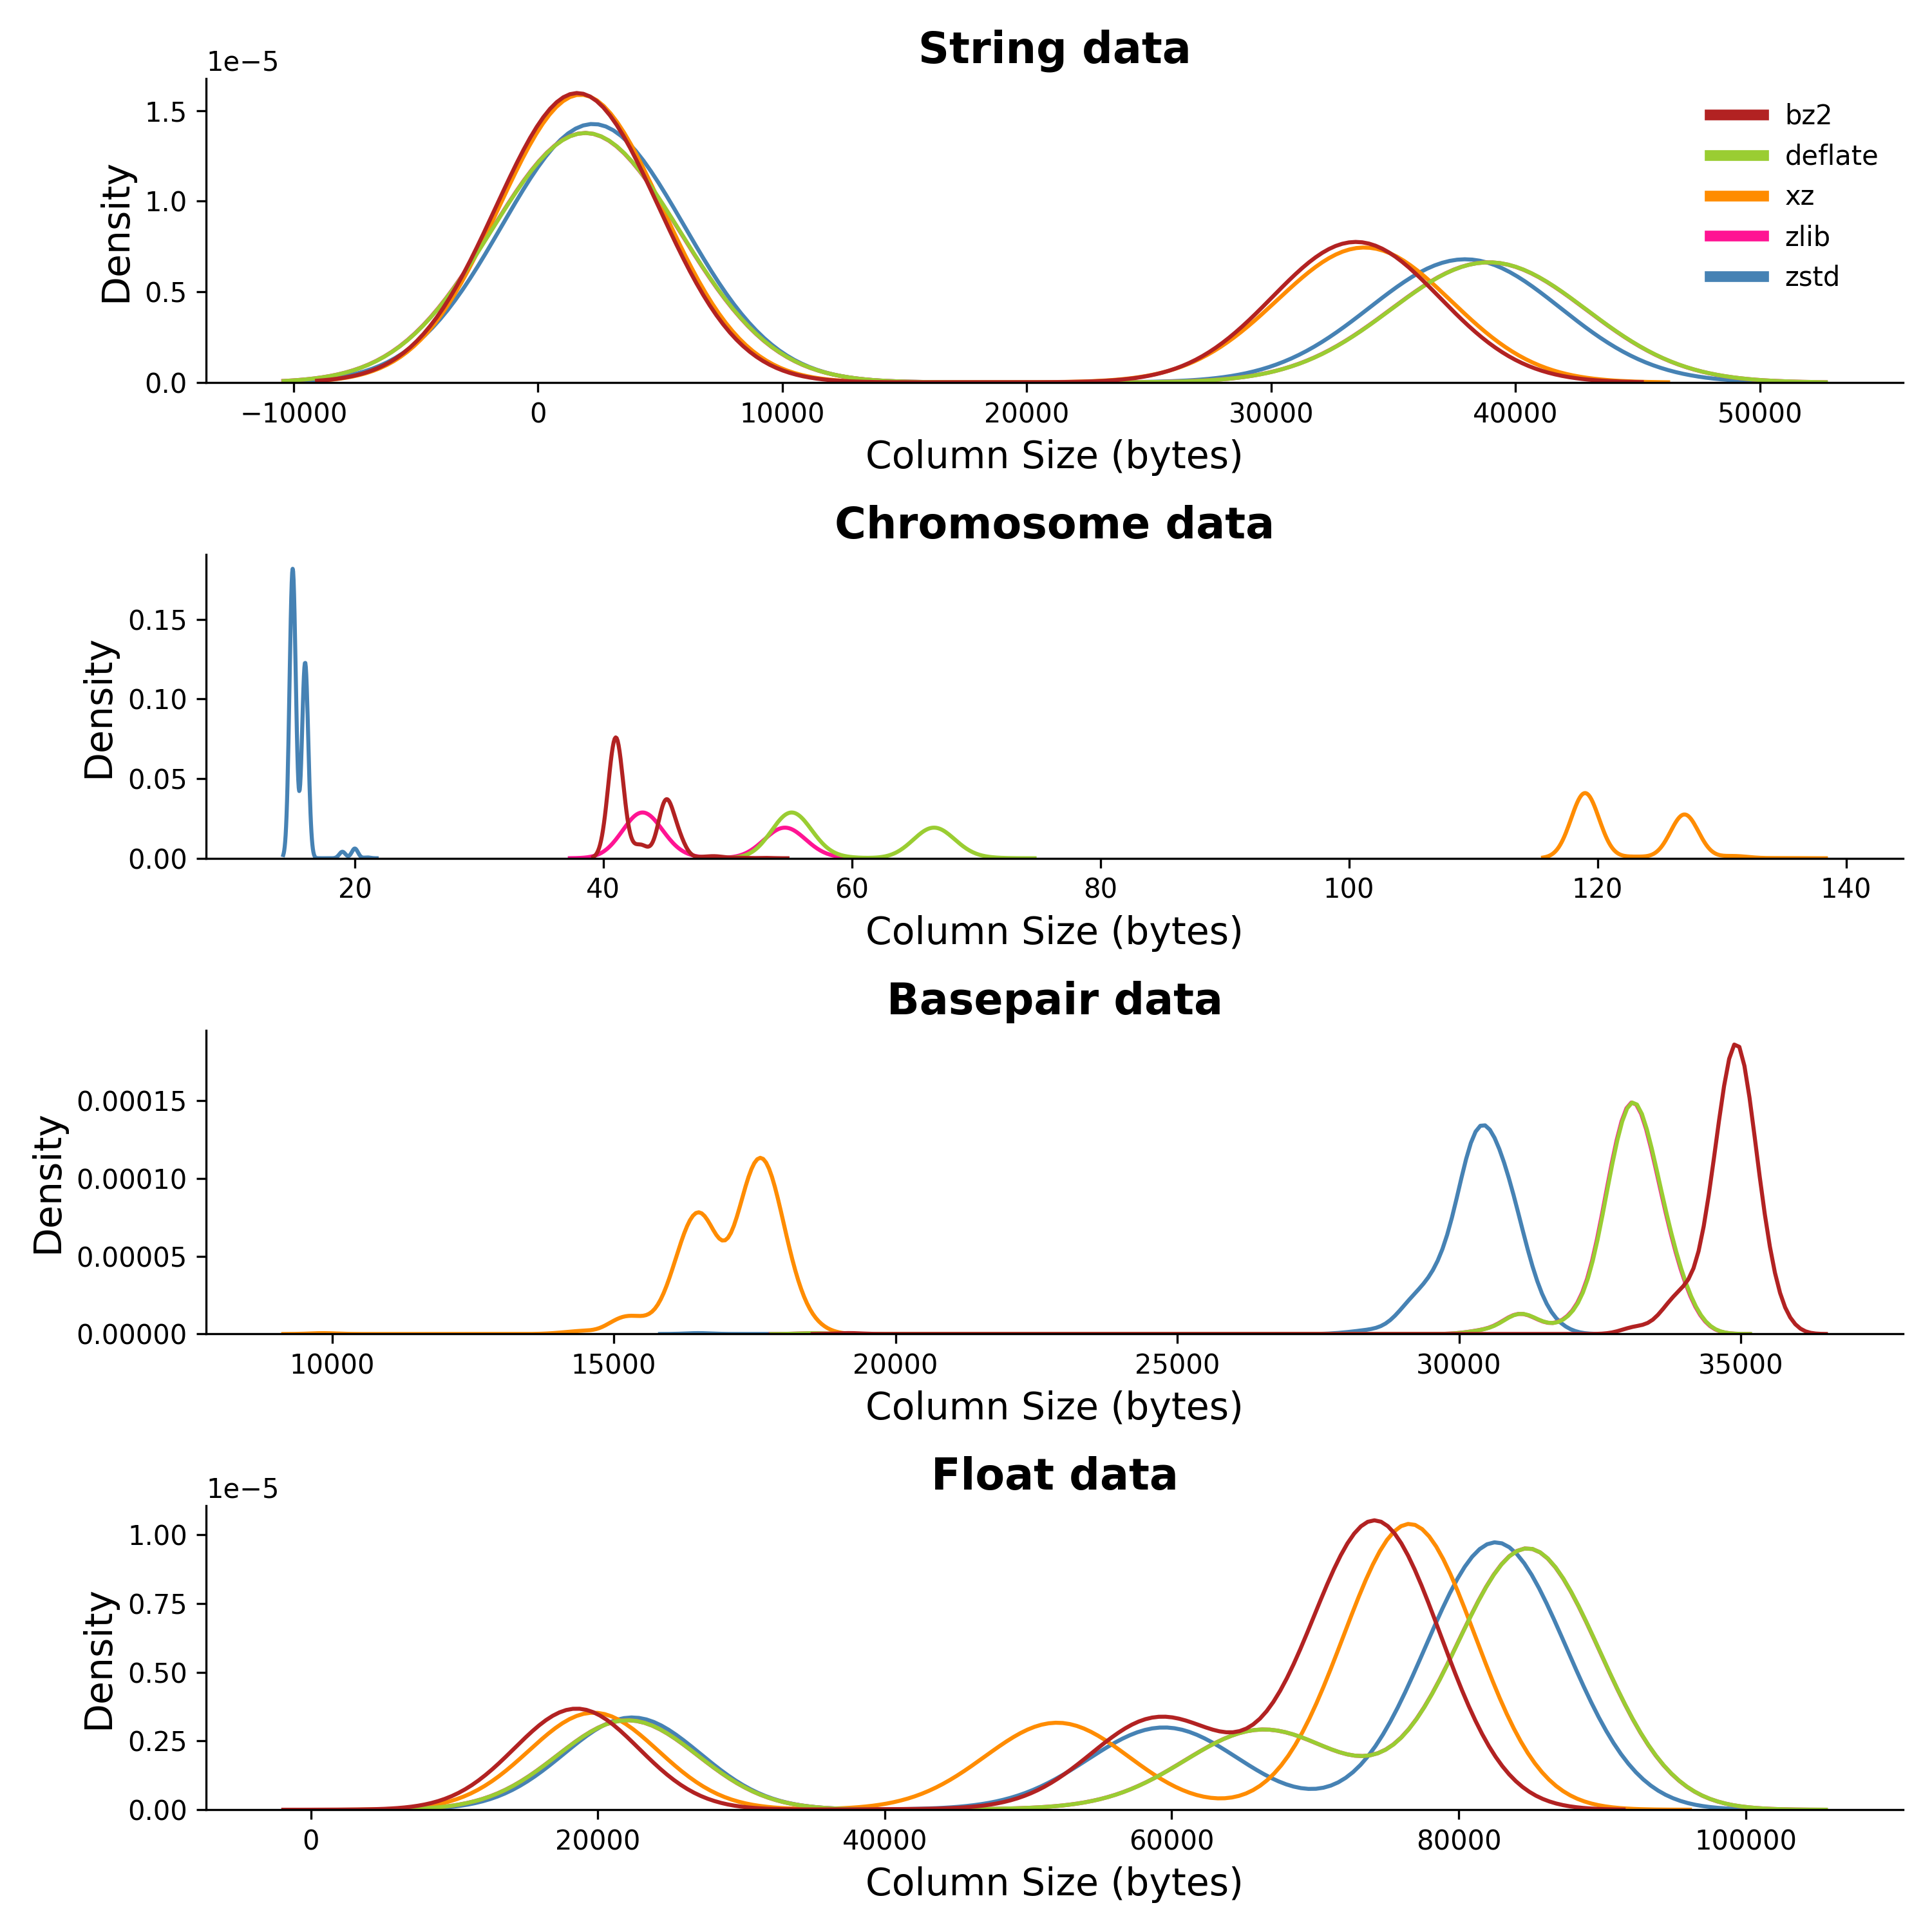 String data
1e−5
Density
1.5
1.0
0.5
0.0
bz2
deflate
xz
zlib
zstd
−10000 0 10000 20000 30000 40000 50000
Column Size (bytes)
Chromosome data
Density
0.15
0.10
0.05
0.00
20 40 60 80 100 120 140
Column Size (bytes)
Basepair data
Density
0.00015
0.00010
0.00005
0.00000
10000 15000 20000 25000 30000 35000
Column Size (bytes)
Float data
1e−5
Density
1.00
0.75
0.50
0.25
0.00
0 20000 40000 60000 80000 100000
Column Size (bytes)